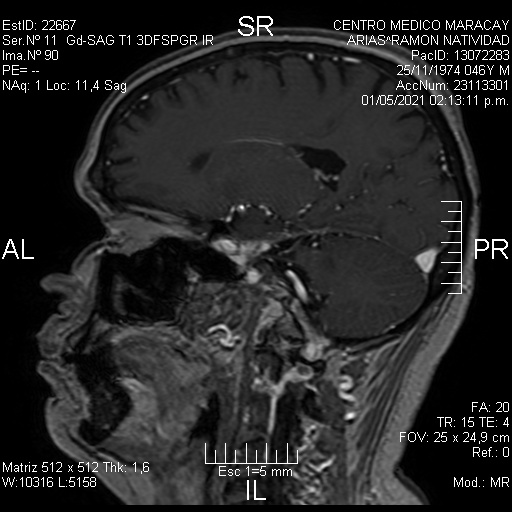 EstID: 22667
Ser.Nº 11 Gd-SAG T1 3DFSPGR IR
Ima.Nº 90
PE= --
NAq: 1 Loc: 11,4 Sag
SR
CENTRO MEDICO MARACAY
ARIAS^RAMON NATIVIDAD
PacID: 13072283
25/11/1974 046Y M
AccNum: 23113301
01/05/2021 02:13:11 p.m.
AL
PR
FA: 20
TR: 15 TE: 4
FOV: 25 x 24,9 cm
Ref.: 0
Mod.: MR
Matriz 512 x 512 Thk: 1,6
W:10316 L:5158
Esc 1=5 mm
IL